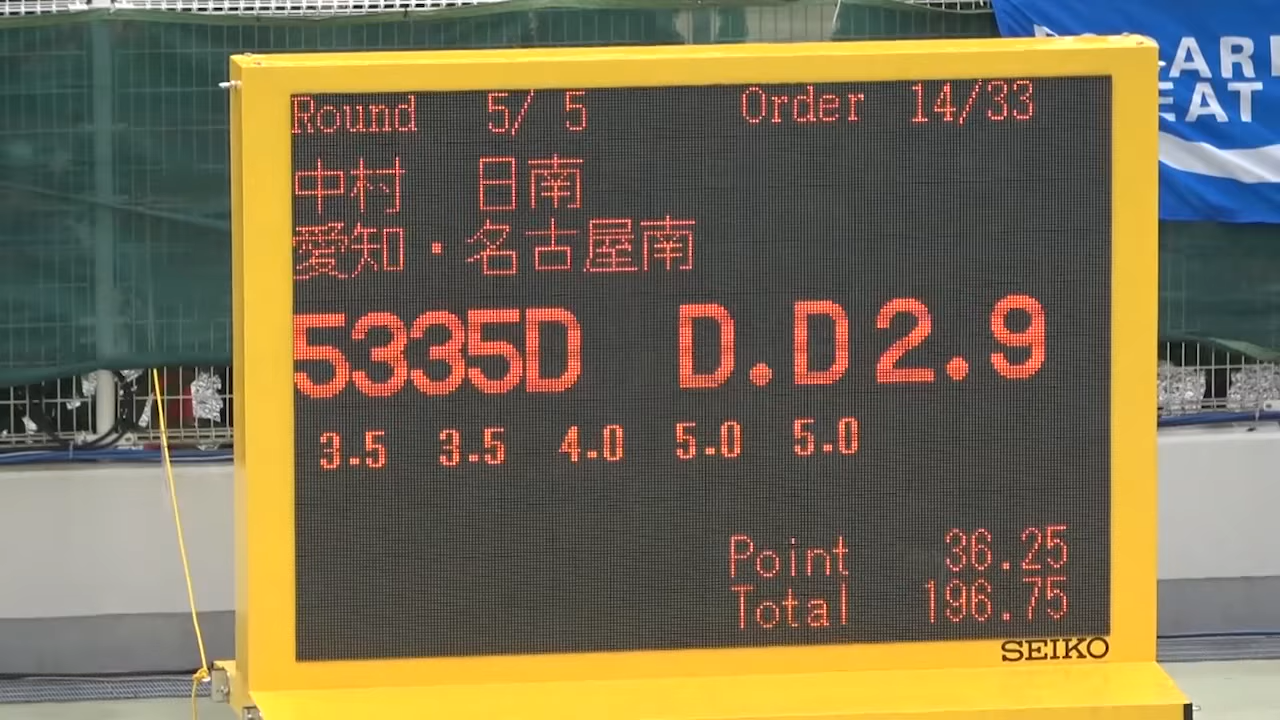 Round 5/ 5 Order 14/33
中村 日南
愛知・名古屋南
5335D D.D 2.9
3.5 3.5 4.0 5.0 5.0
Point 36.25
Total 196.75
SEIKO